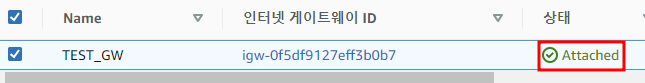 Name 인터넷 게이트웨이 ID 상태
TEST_GW igw-0f5df9127eff3b0b7 Attached